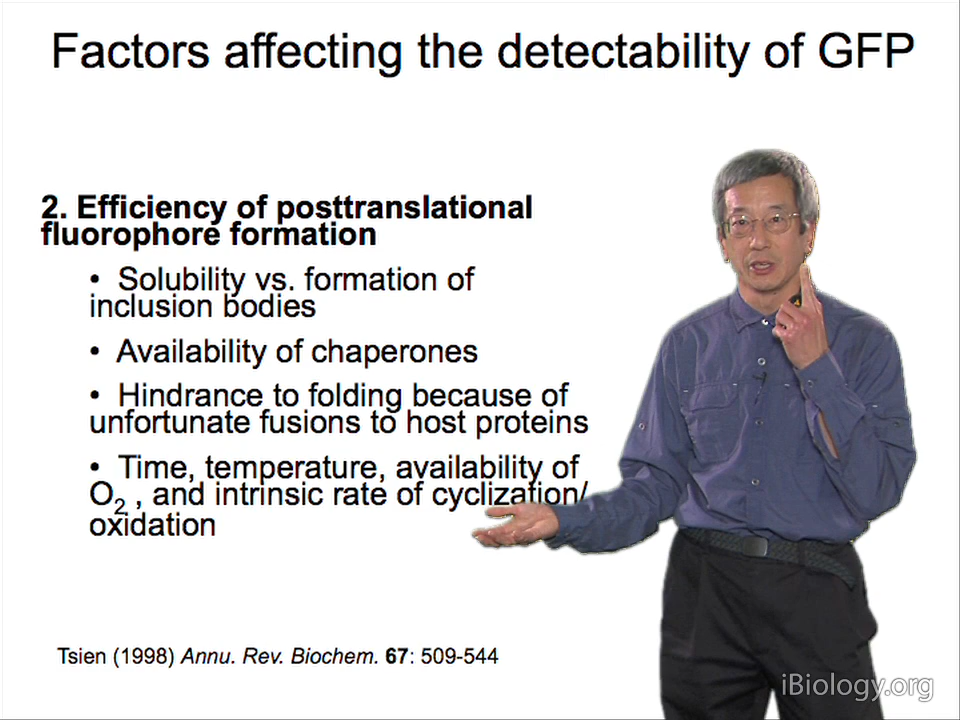 Factors affecting the detectability of GFP
2. Efficiency of posttranslational
fluorophore formation
• Solubility vs. formation of
inclusion bodies
• Availability of chaperones
• Hindrance to folding because of
unfortunate fusions to host proteins
• Time, temperature, availability of
O2 , and intrinsic rate of cyclization/
oxidation
Tsien (1998) Annu. Rev. Biochem. 67: 509-544
iBiology.org